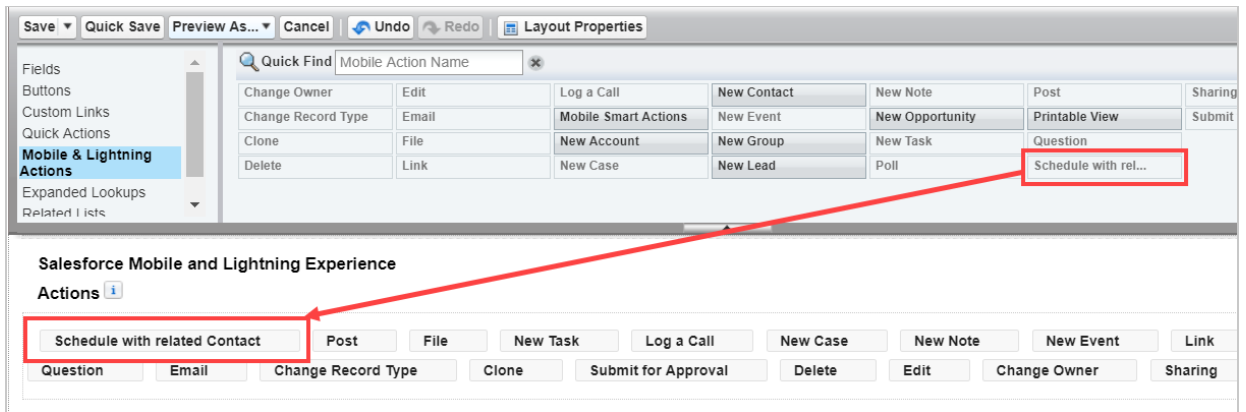 Save Quick Save Preview As... Cancel Undo Redo Layout Properties
Quick Find Mobile Action Name
Fields
Buttons
Custom Links
Quick Actions
Mobile & Lightning
Actions
Expanded Lookups
Related Lists
Change Owner Edit Log a Call New Contact New Note Post Sharing
Change Record Type Email Mobile Smart Actions New Event New Opportunity Printable View Submit
Clone File New Account New Group New Task Question
Delete Link New Case New Lead Poll Schedule with rel...
Salesforce Mobile and Lightning Experience
Actions i
Schedule with related Contact Post File New Task Log a Call New Case New Note New Event Link
Question Email Change Record Type Clone Submit for Approval Delete Edit Change Owner Sharing